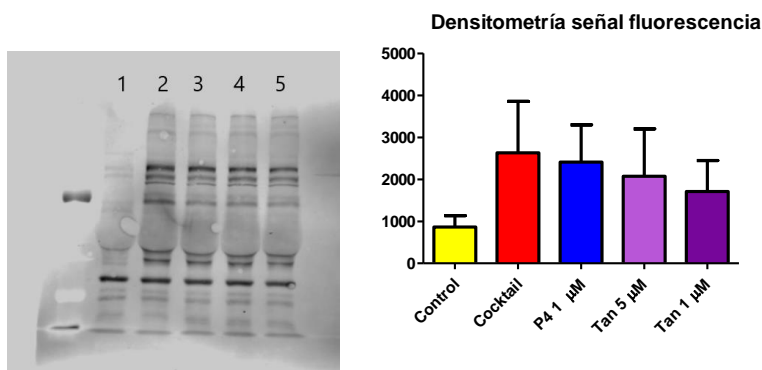 Densitometría señal fluorescencia
1 2 3 4 5
5000
4000
3000
2000
1000
0
Control
Cocktail
P4 1 µM
Tan 5 µM
Tan 1 µM